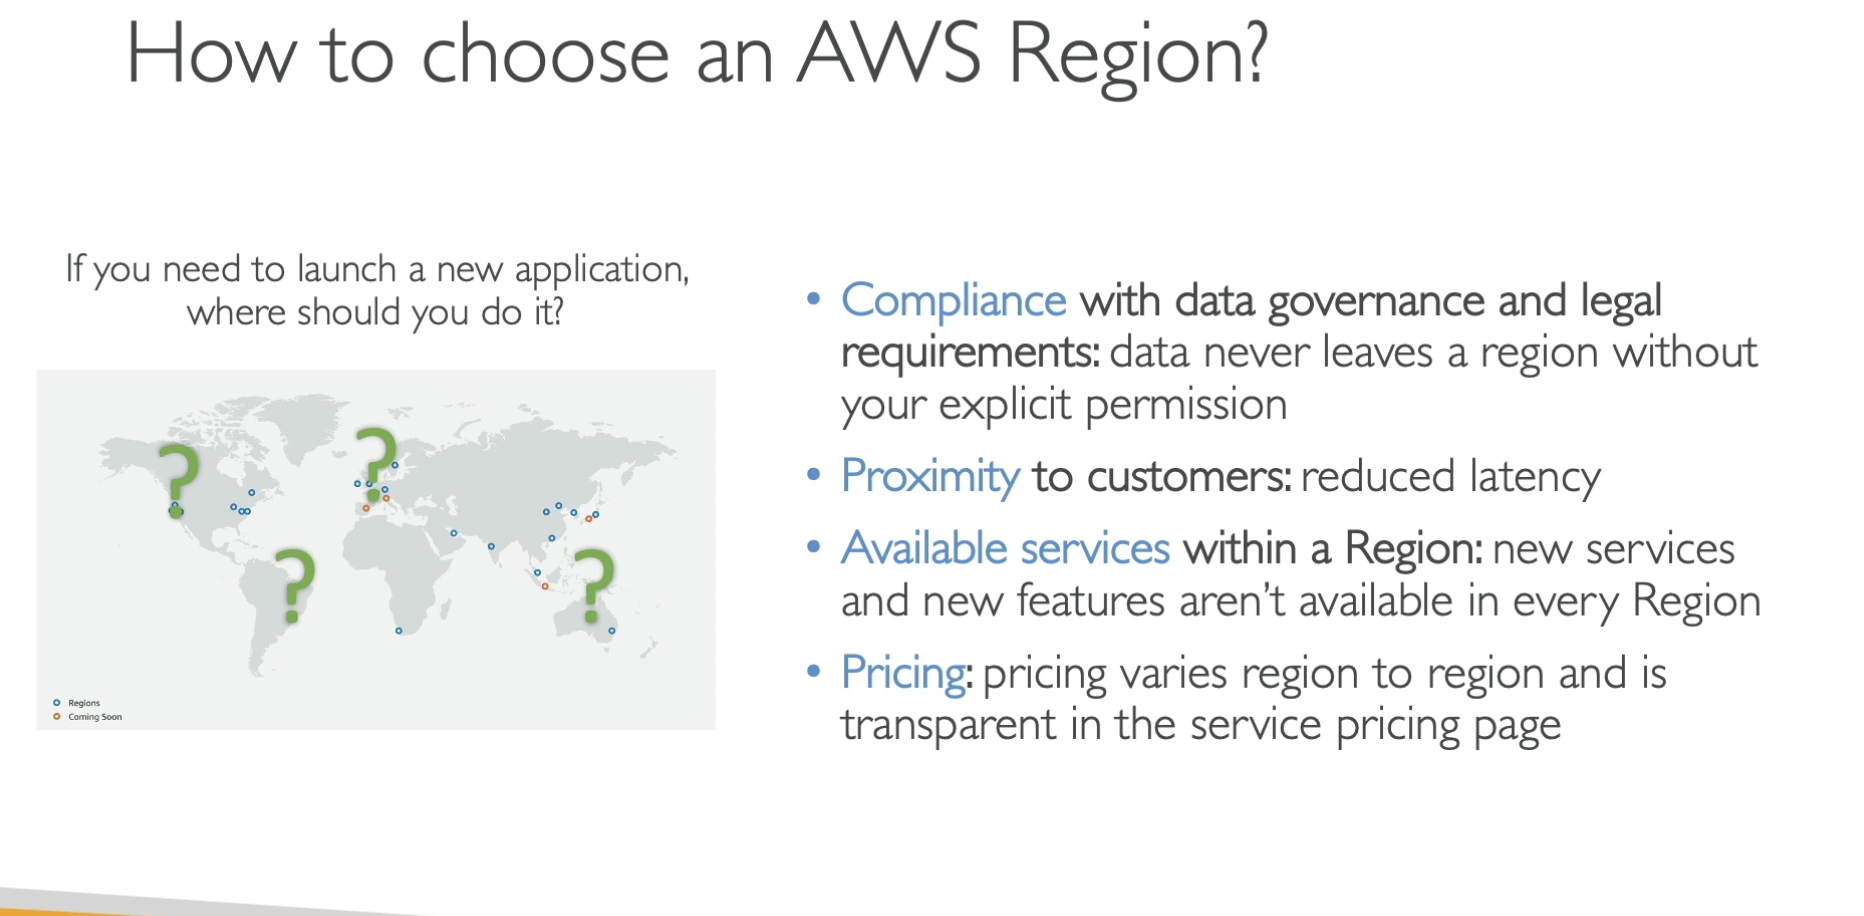 How to choose an AWS Region?
If you need to launch a new application,
where should you do it?
? ? ? ?
Regions
Coming Soon
• Compliance with data governance and legal
requirements: data never leaves a region without
your explicit permission
• Proximity to customers: reduced latency
• Available services within a Region: new services
and new features aren’t available in every Region
• Pricing: pricing varies region to region and is
transparent in the service pricing page